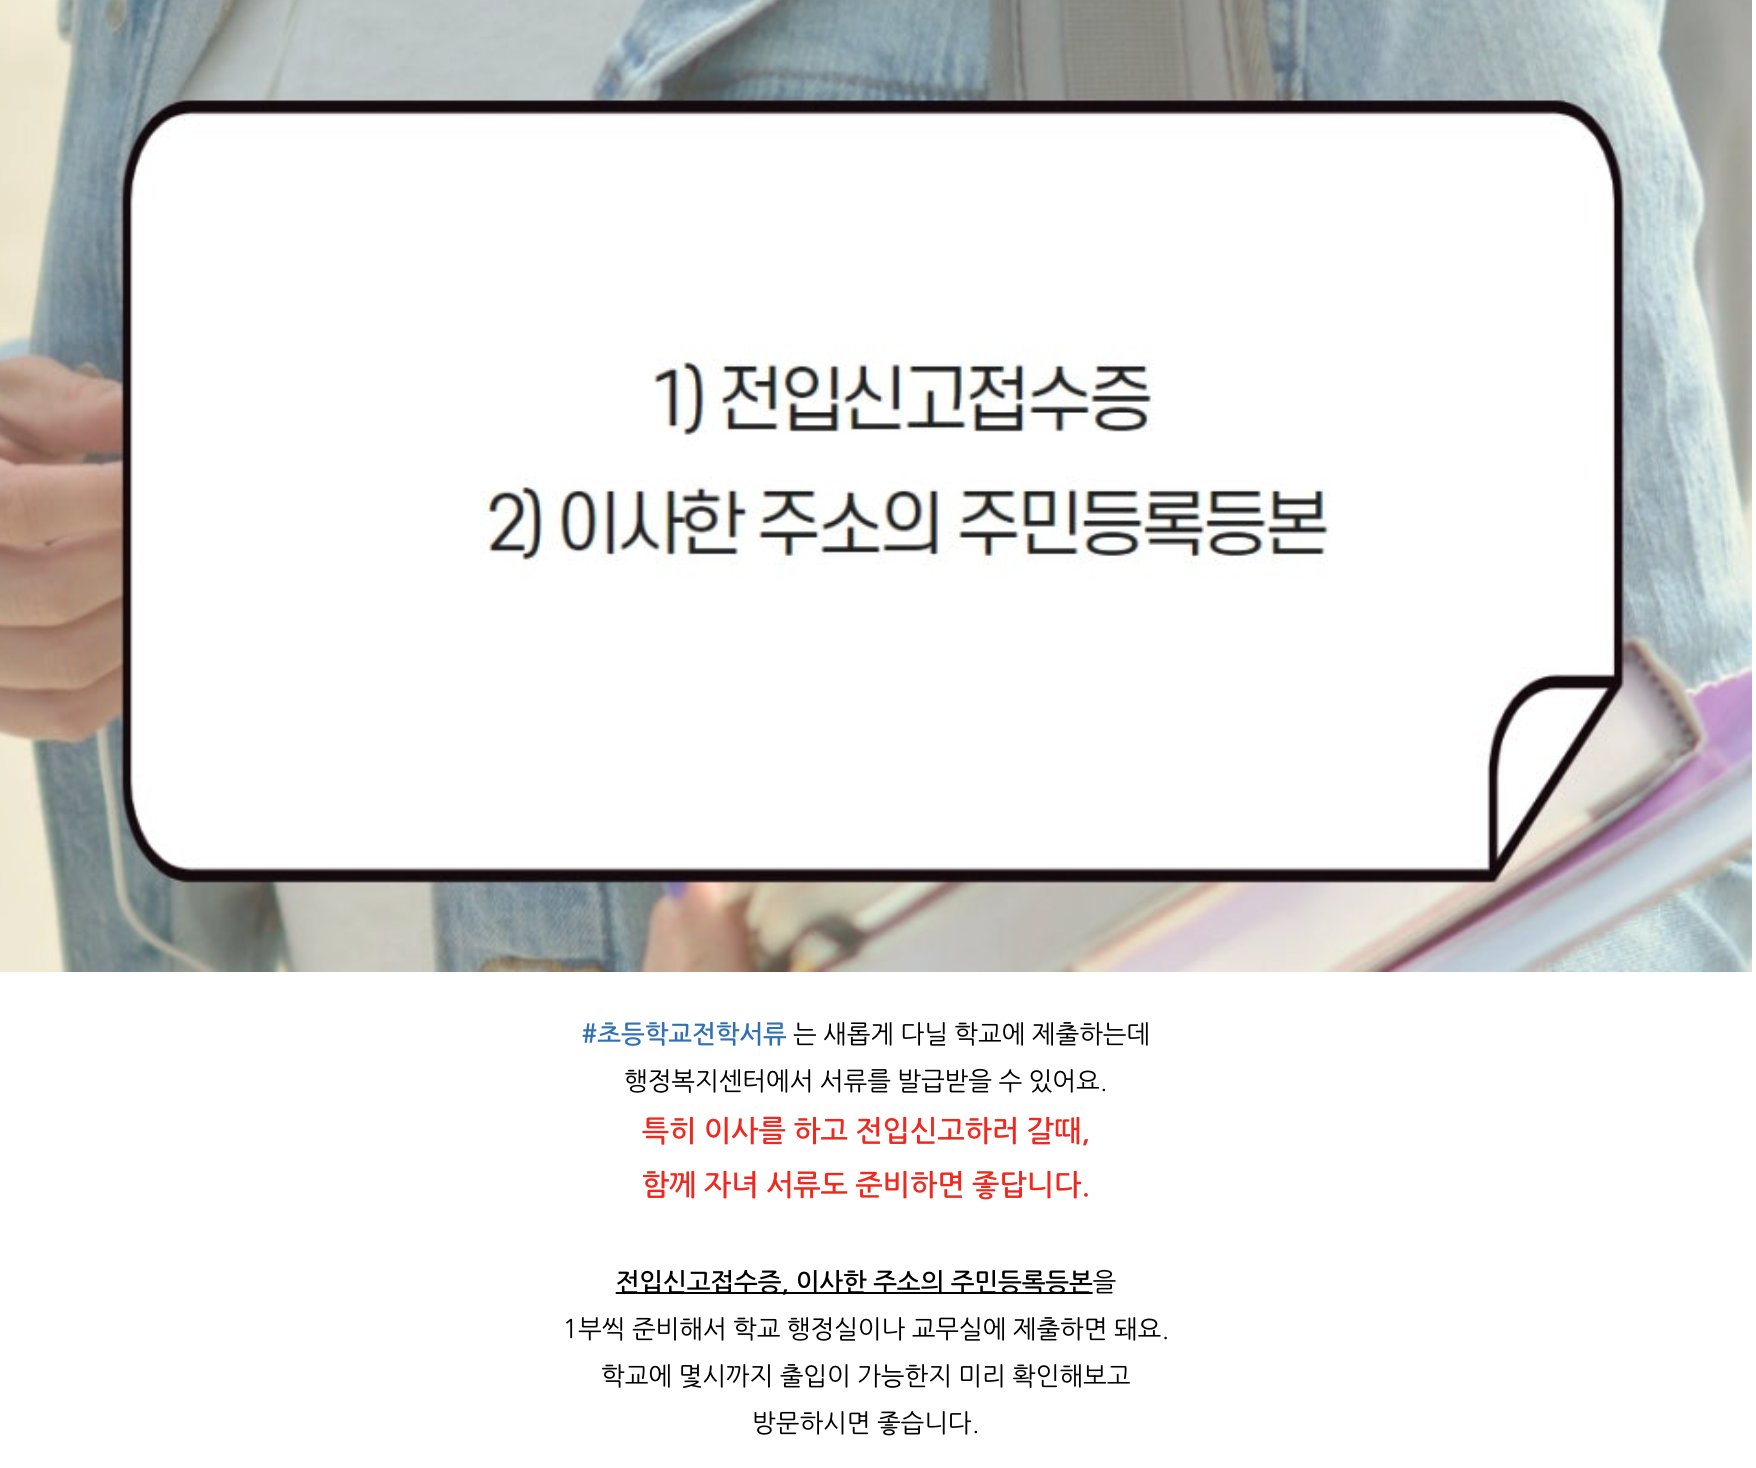 1) 전입신고접수증
2) 이사한 주소의 주민등록등본
#초등학교전학서류 는 새롭게 다닐 학교에 제출하는데
행정복지센터에서 서류를 발급받을 수 있어요.
특히 이사를 하고 전입신고하러 갈때,
함께 자녀 서류도 준비하면 좋답니다.
전입신고접수증, 이사한 주소의 주민등록등본을
1부씩 준비해서 학교 행정실이나 교무실에 제출하면 돼요.
학교에 몇시까지 출입이 가능한지 미리 확인해보고
방문하시면 좋습니다.